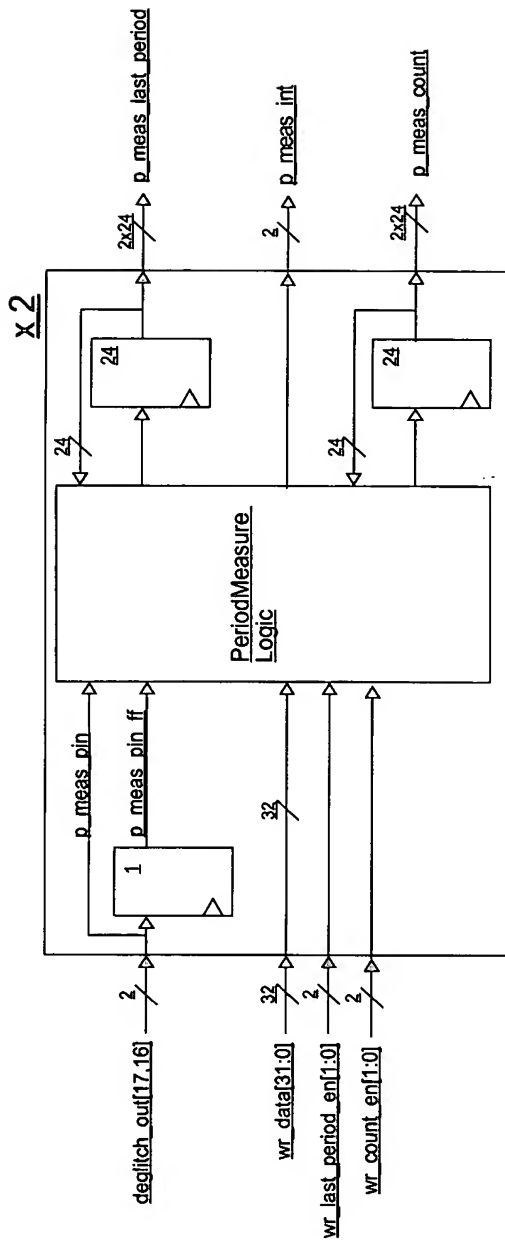 x 2
deglitch_out[17,16]
2
p_meas_pin
1
p_meas_pin_ff
wr_data[31:0]
32
32
wr_last_period_en[1:0]
2
wr_count_en[1:0]
2
PeriodMeasure
Logic
24
24
2x24
p_meas_last_period
2
p_meas_int
24
24
2x24
p_meas_count